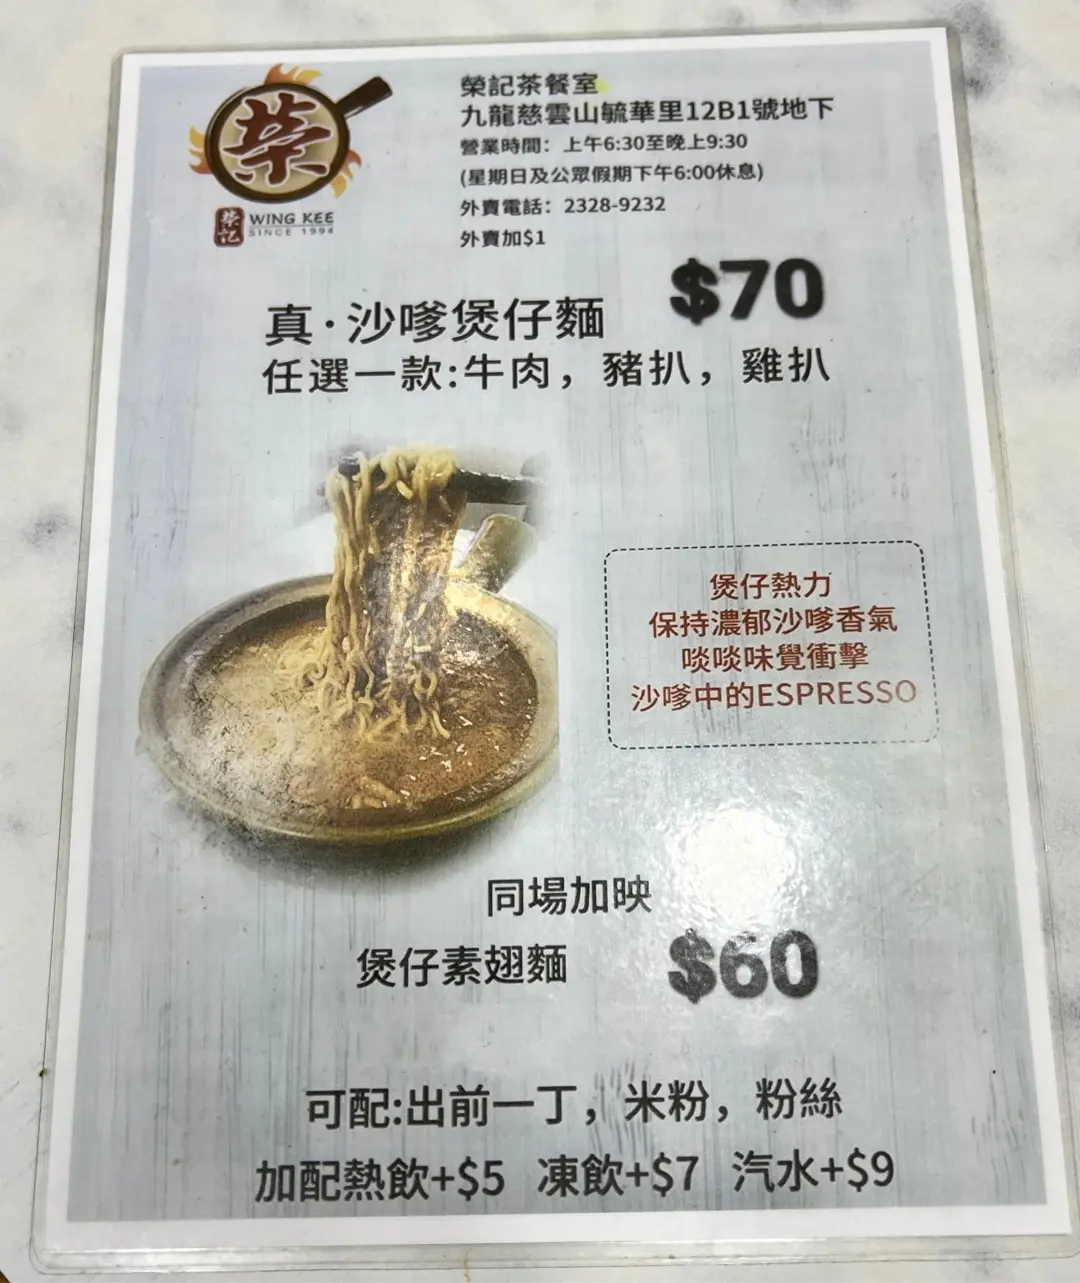 榮記茶餐室
九龍慈雲山毓華里12B1號地下
營業時間：上午6:30至晚上9:30
(星期日及公眾假期下午6:00休息)
外賣電話：2328-9232
外賣加$1
榮
榮記
WING KEE
SINCE 1994
$70
真·沙嗲煲仔麵
任選一款:牛肉，豬扒，雞扒
煲仔熱力
保持濃郁沙嗲香氣
啖啖味覺衝擊
沙嗲中的ESPRESSO
同場加映
煲仔素翅麵 $60
可配:出前一丁，米粉，粉絲
加配熱飲+$5 凍飲+$7 汽水+$9